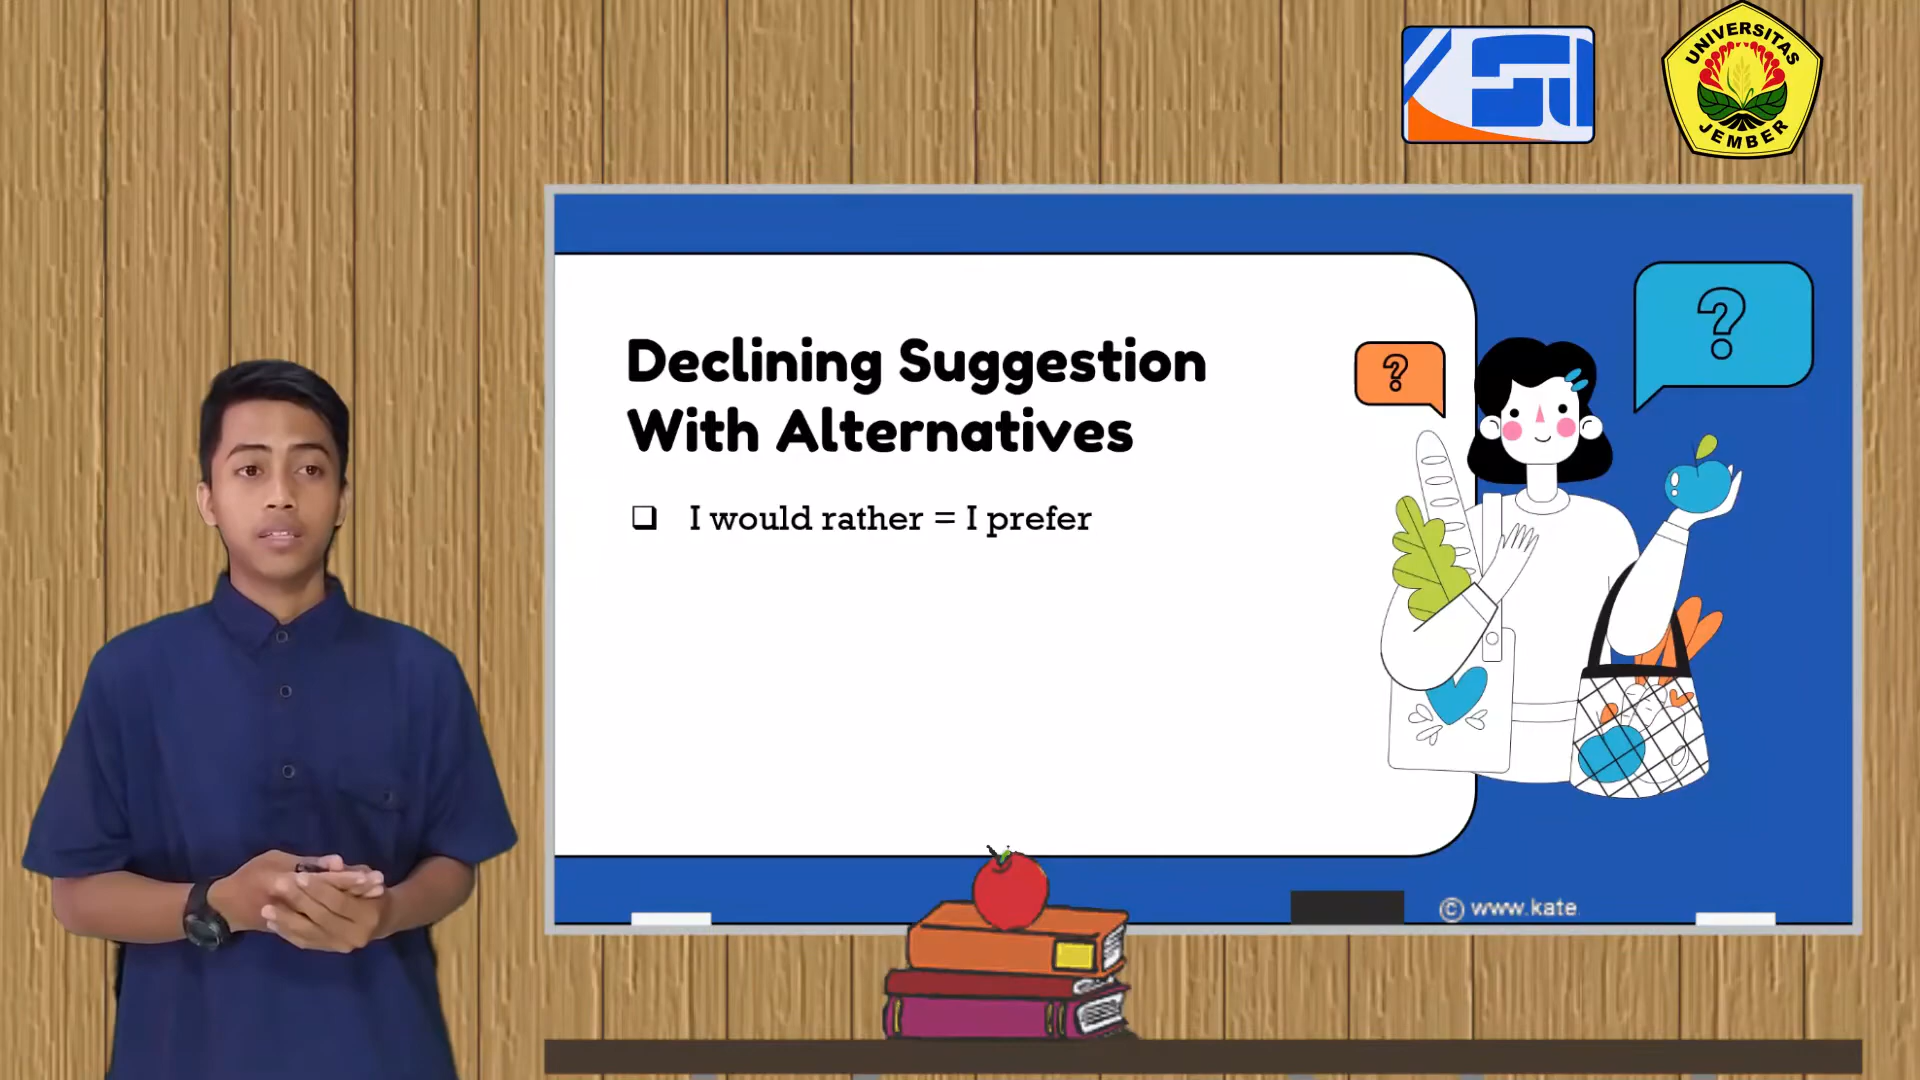 UNIVERSITAS
JEMBER
Declining Suggestion
With Alternatives
❑ I would rather = I prefer
?
?
© www.kate